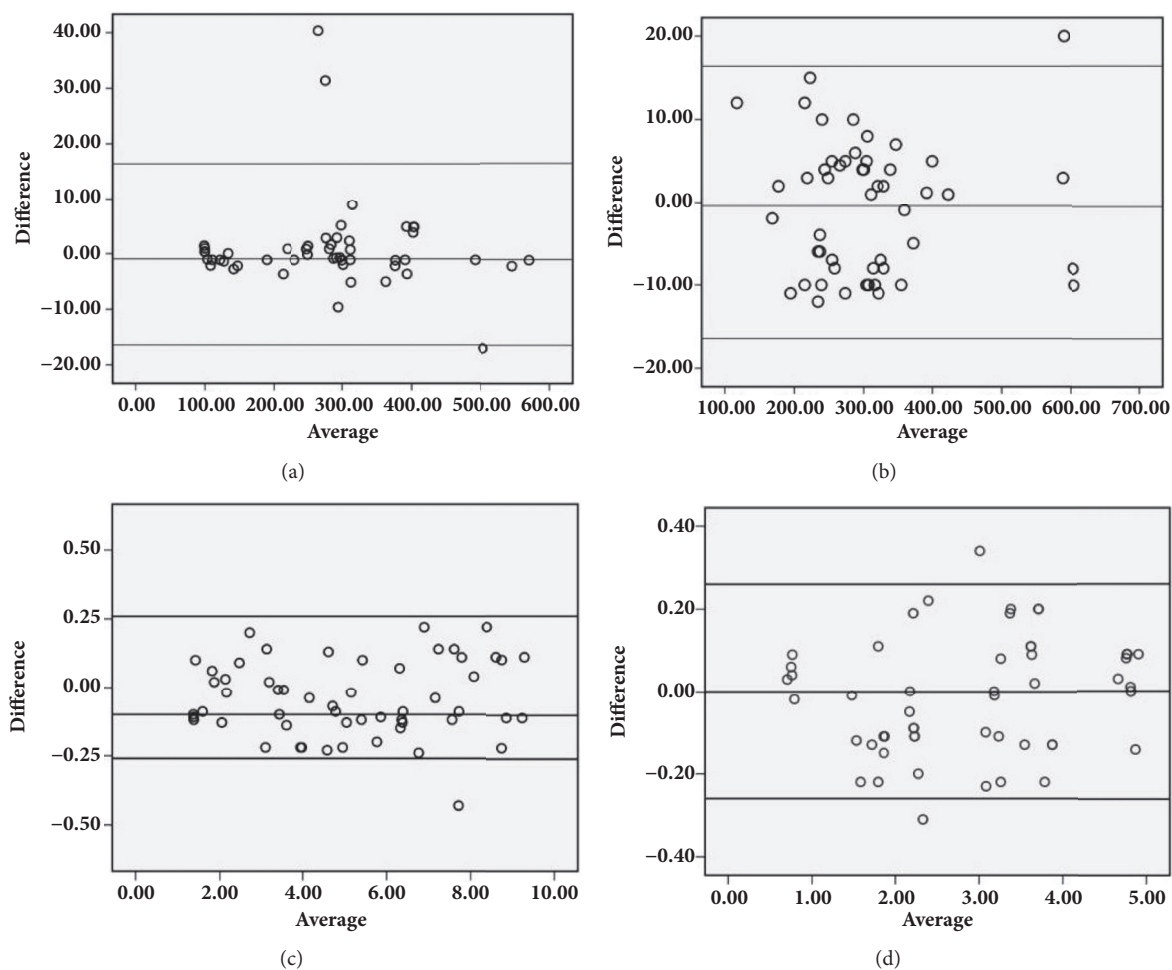 40.00
30.00
20.00
10.00
0.00
−10.00
−20.00
Difference
0.00 100.00 200.00 300.00 400.00 500.00 600.00
Average
(a)
20.00
10.00
0.00
−10.00
−20.00
Difference
100.00 200.00 300.00 400.00 500.00 600.00 700.00
Average
(b)
0.50
0.25
0.00
−0.25
−0.50
Difference
0.00 2.00 4.00 6.00 8.00 10.00
Average
(c)
0.40
0.20
0.00
−0.20
−0.40
Difference
0.00 1.00 2.00 3.00 4.00 5.00
Average
(d)